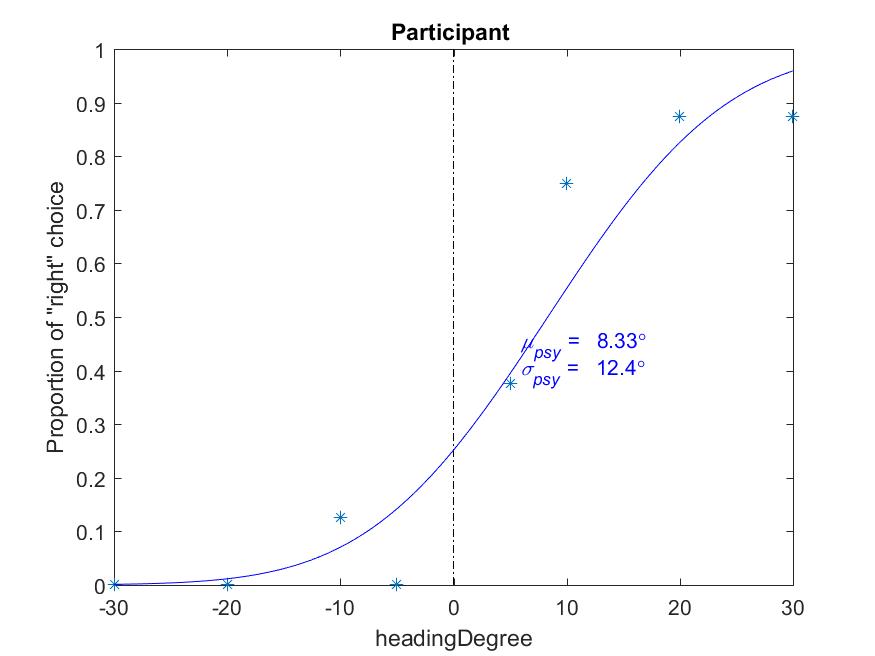 Participant
1
0.9
0.8
0.7
0.6
0.5
0.4
0.3
0.2
0.1
0
Proportion of "right" choice
μpsy = 8.33°
σpsy = 12.4°
-30 -20 -10 0 10 20 30
headingDegree